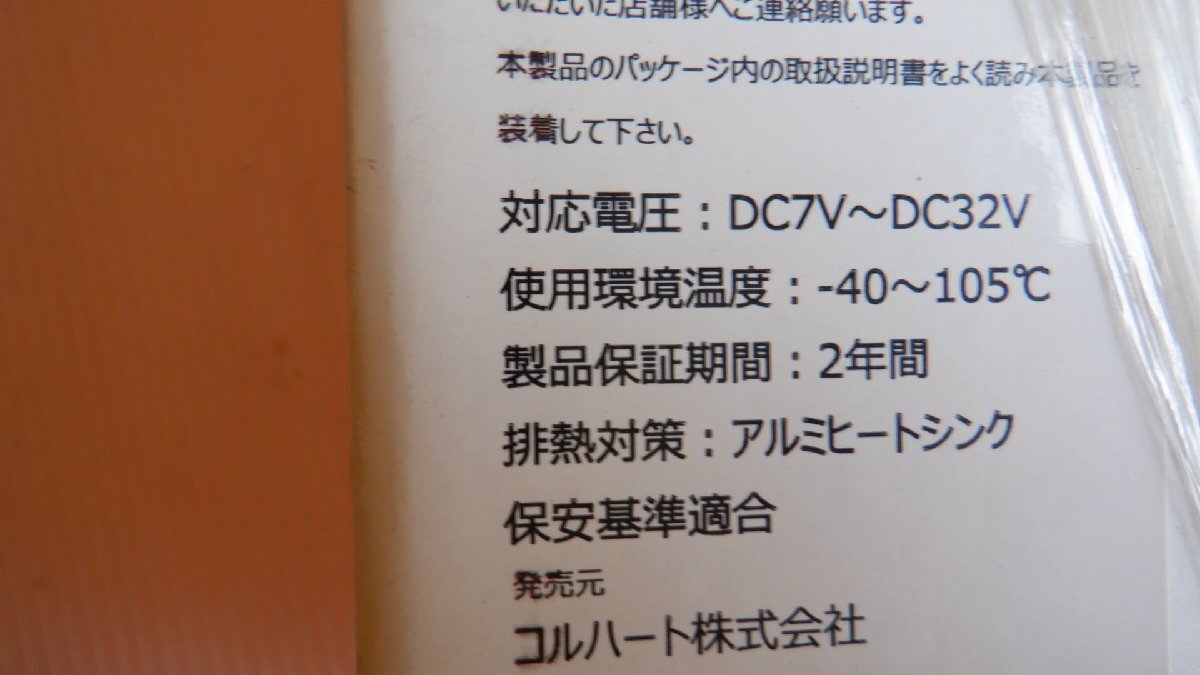 いただいた店舗様へご連絡願います。
本製品のパッケージ内の取扱説明書をよく読み本製品を
装着して下さい。
対応電圧：DC7V～DC32V
使用環境温度：-40～105℃
製品保証期間：2年間
排熱対策：アルミヒートシンク
保安基準適合
発売元
コルハート株式会社